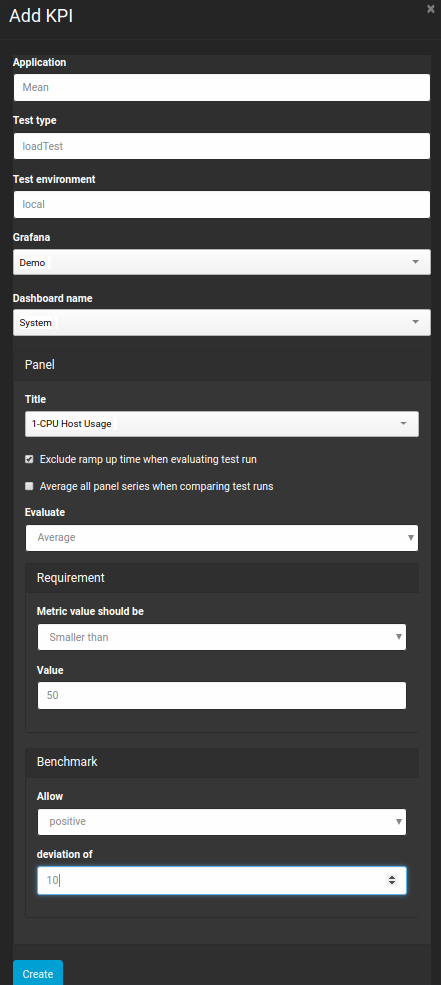 Add KPI
Application
Mean
Test type
loadTest
Test environment
local
Grafana
Demo
Dashboard name
System
Panel
Title
1-CPU Host Usage
Exclude ramp up time when evaluating test run
Average all panel series when comparing test runs
Evaluate
Average
Requirement
Metric value should be
Smaller than
Value
50
Benchmark
Allow
positive
deviation of
10
Create